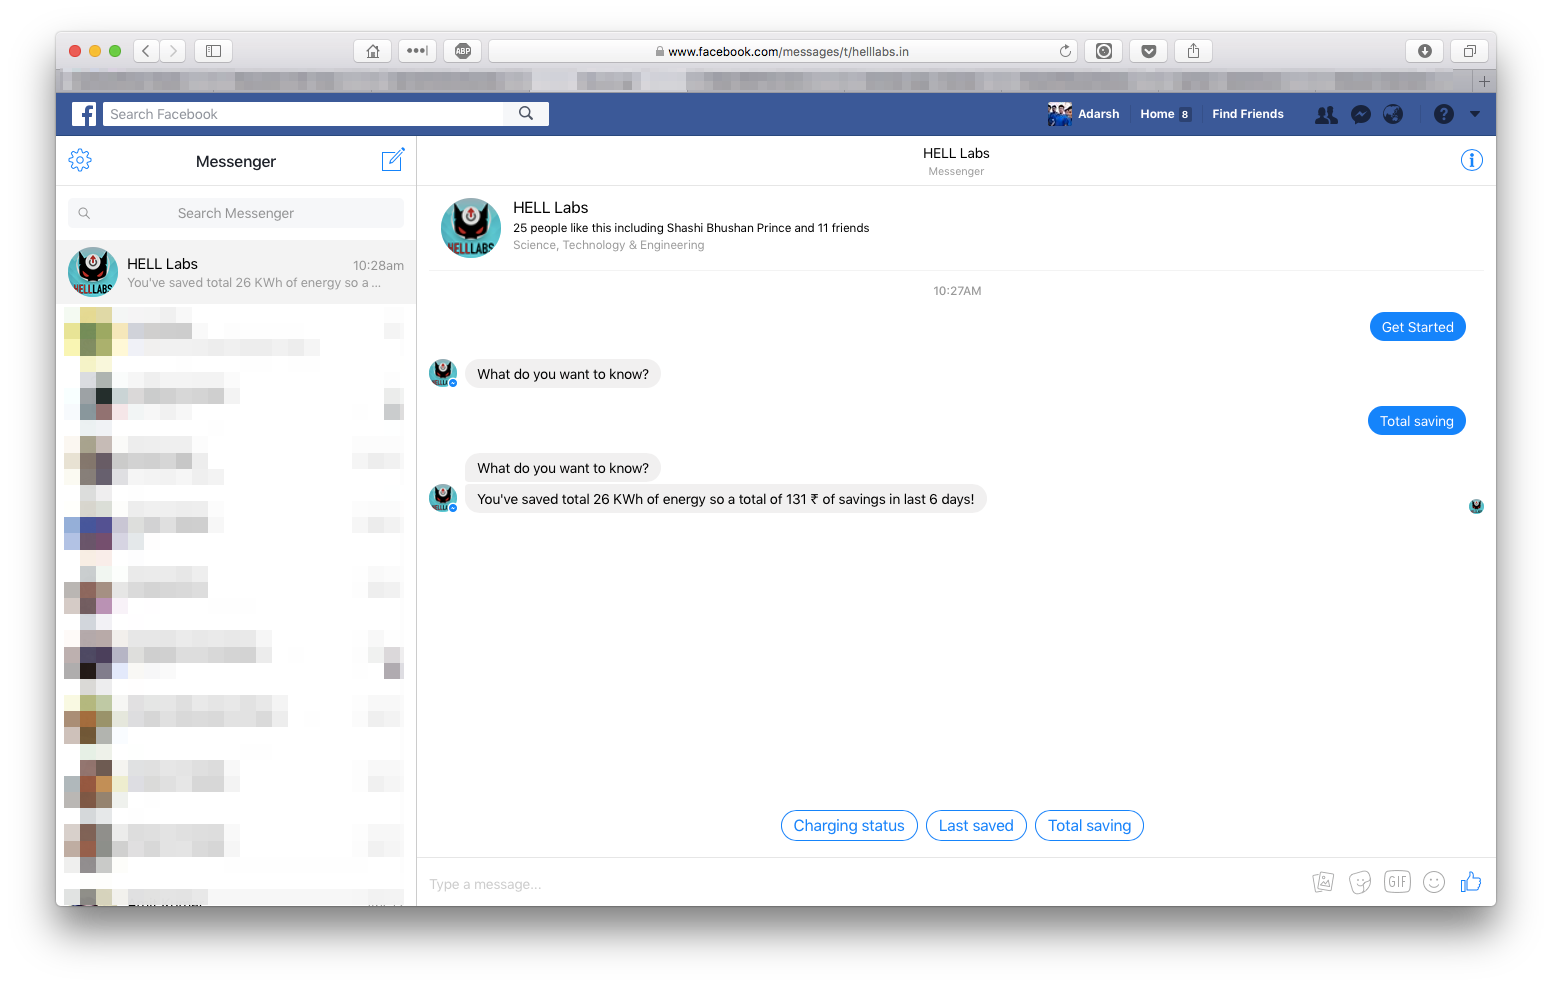 ABP
www.facebook.com/messages/t/helllabs.in
Search Facebook
Adarsh
Home 8
Find Friends
Messenger
HELL Labs
Messenger
Search Messenger
HELL Labs
25 people like this including Shashi Bhushan Prince and 11 friends
Science, Technology & Engineering
HELL Labs 10:28am
You've saved total 26 KWh of energy so a ...
HELLLABS
10:27AM
Get Started
What do you want to know?
Total saving
What do you want to know?
You've saved total 26 KWh of energy so a total of 131 ₹ of savings in last 6 days!
Charging status
Last saved
Total saving
Type a message...
GIF